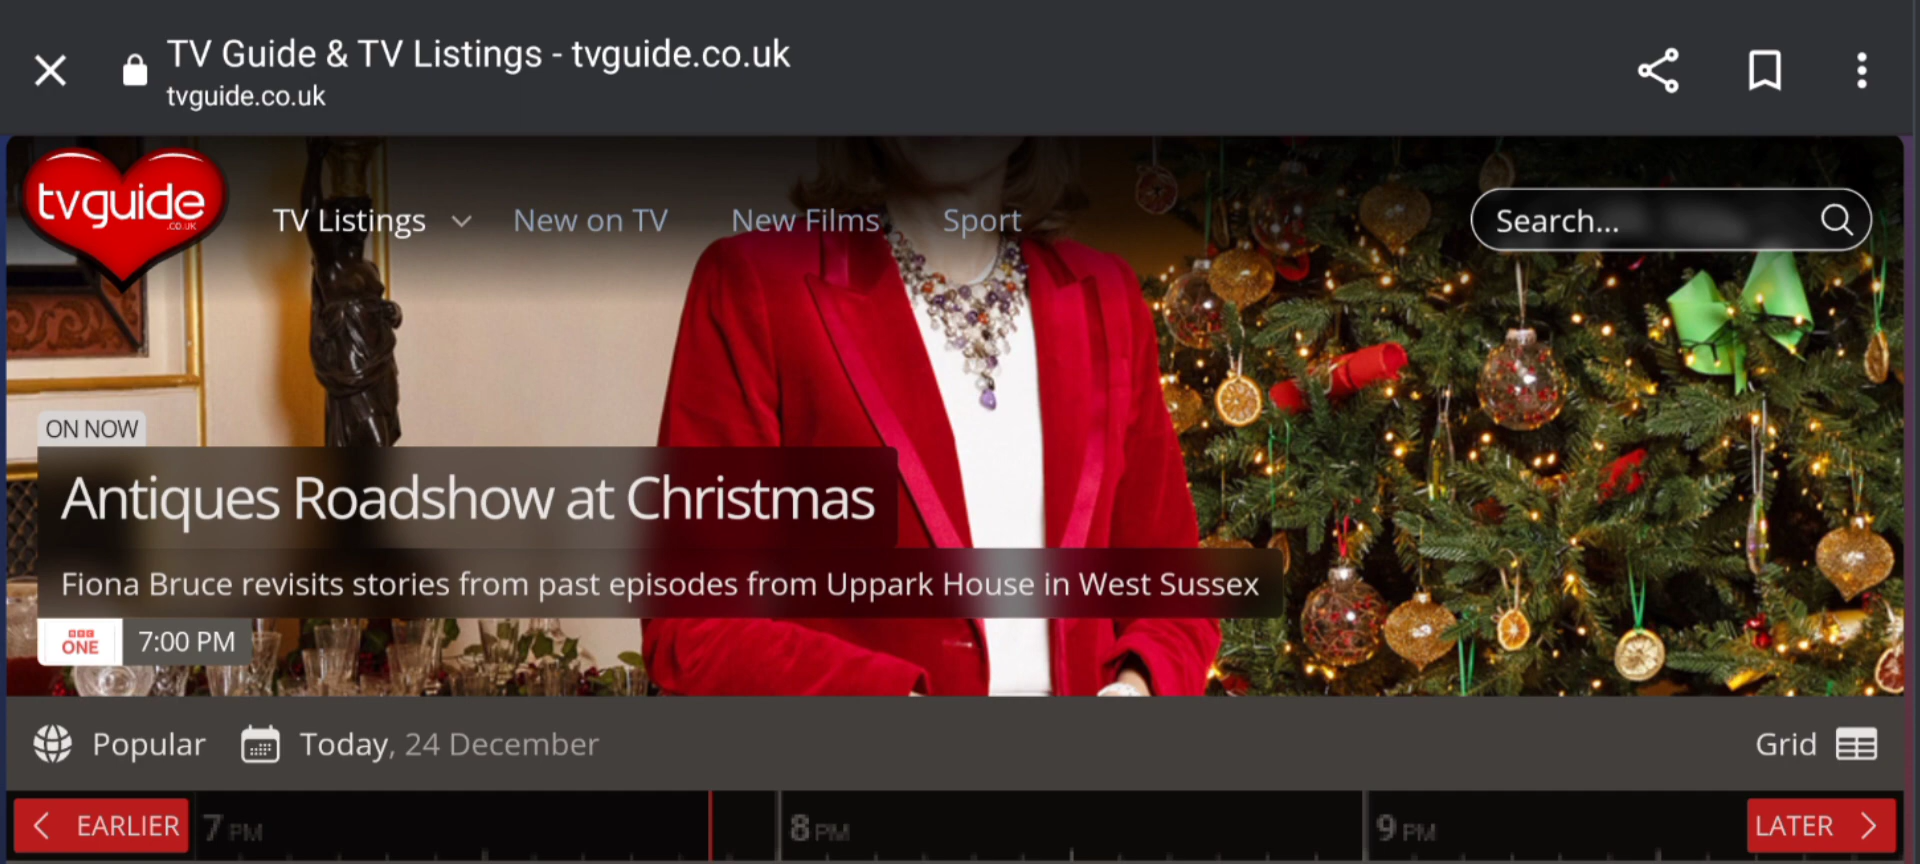 TV Guide & TV Listings - tvguide.co.uk
tvguide.co.uk
tvguide
.CO.UK
TV Listings New on TV New Films Sport
Search...
ON NOW
Antiques Roadshow at Christmas
Fiona Bruce revisits stories from past episodes from Uppark House in West Sussex
BBC ONE 7:00 PM
Popular Today, 24 December Grid
EARLIER 7 PM 8 PM 9 PM LATER